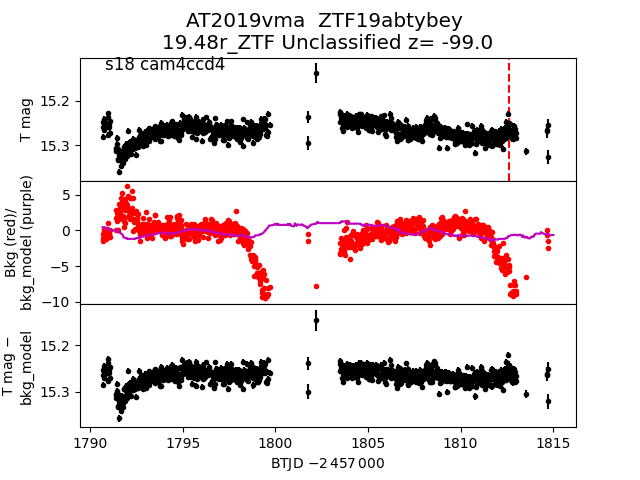 AT2019vma  ZTF19abtybey
19.48r_ZTF Unclassified z= -99.0
s18 cam4ccd4
T mag
15.2
15.3
Bkg (red)/
bkg_model (purple)
5
0
−5
−10
T mag −
bkg_model
15.2
15.3
1790 1795 1800 1805 1810 1815
BTJD −2 457 000